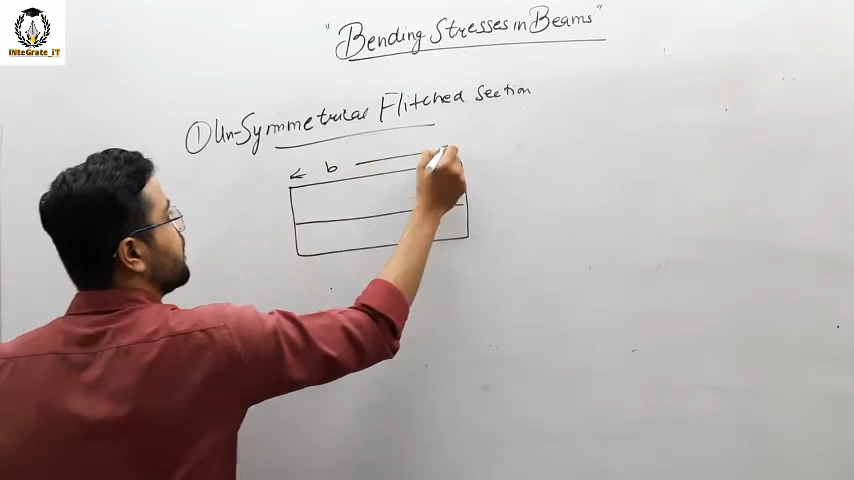 INteGrate_iT
"Bending Stresses in Beams"
① Un-Symmetrical Flitched Section
b